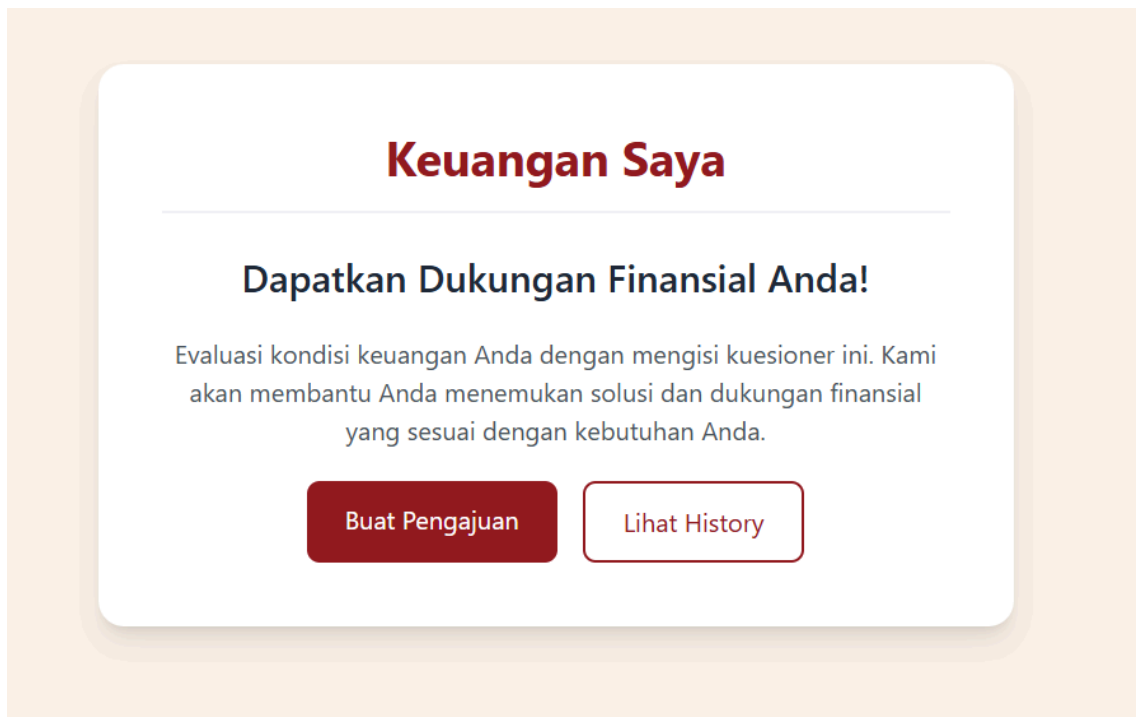 Keuangan Saya
Dapatkan Dukungan Finansial Anda!
Evaluasi kondisi keuangan Anda dengan mengisi kuesioner ini. Kami
akan membantu Anda menemukan solusi dan dukungan finansial
yang sesuai dengan kebutuhan Anda.
Buat Pengajuan
Lihat History